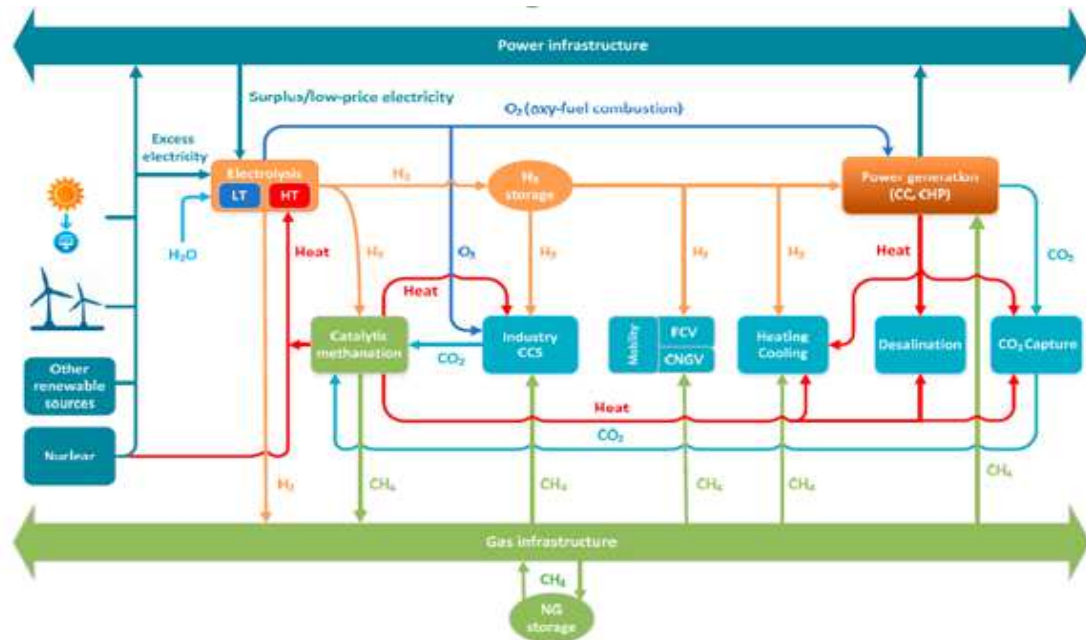 Power infrastructure
Surplus/low-price electricity
O₂ (oxy-fuel combustion)
Excess
electricity
Electrolysis
LT
HT
H₂
H₂
storage
Power generation
(CC, CHP)
H₂O
Heat
H₂
O₂
H₂
H₂
H₂
Heat
CO₂
Heat
Catalytic
methanation
CO₂
Industry
CCS
Mobility
FCV
CNGV
Heating
Cooling
Desalination
CO₂ Capture
Other
renewable
sources
Heat
CO₂
Nuclear
H₂
CH₄
CH₄
CH₄
CH₄
CH₄
Gas infrastructure
CH₄
NG
storage